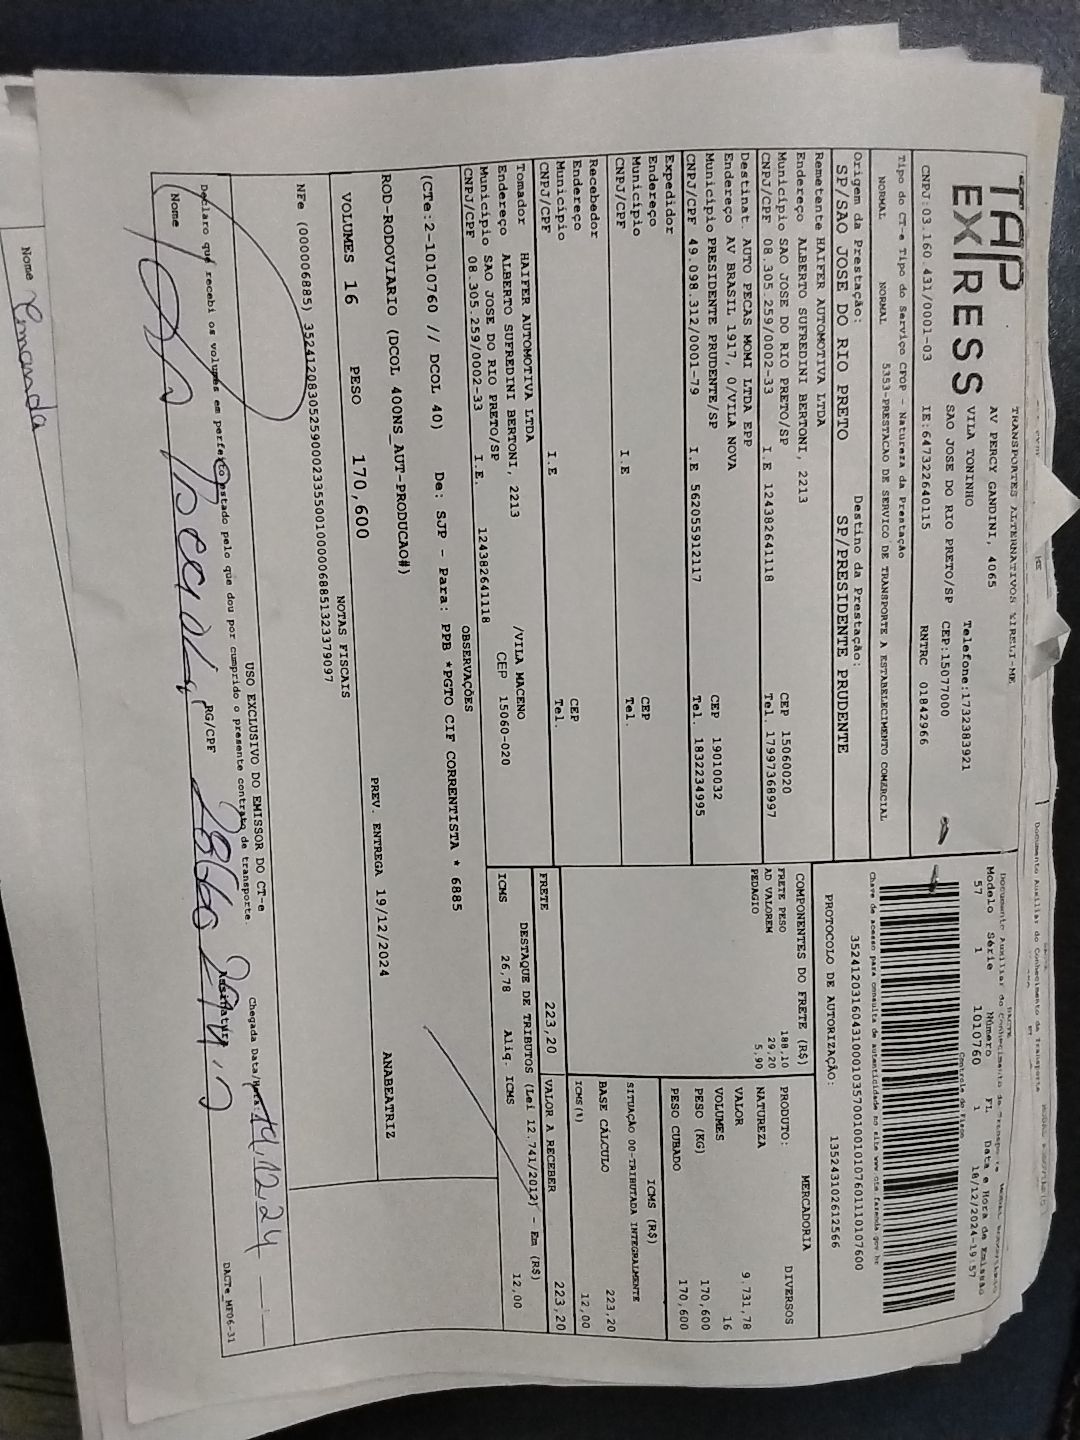 TAP
EXPRESS
TRANSPORTES ALTERNATIVOS EIRELI-ME
AV PERCY GANDINI, 4065
VILA TONINHO
SAO JOSE DO RIO PRETO/SP
Telefone:1732383921
CEP:15077000
CNPJ:03.160.431/0001-03 IE:647322640115 RNTRC 01842966
DACTE
Documento Auxiliar do Conhecimento de Transporte
Modelo Série Número FL Data e Hora de Emissão
57 1 1010760 1 18/12/2024-19:57
Controle do Fisco
Chave de acesso para consulta de autenticidade no site www.cte.fazenda.gov.br
PROTOCOLO DE AUTORIZAÇÃO: 135243102612566
Tipo do CT-e Tipo do Serviço CFOP - Natureza da Prestação
NORMAL NORMAL 5353-PRESTACAO DE SERVICO DE TRANSPORTE A ESTABELECIMENTO COMERCIAL
Origem da Prestação: Destino da Prestação:
SP/SAO JOSE DO RIO PRETO SP/PRESIDENTE PRUDENTE
Remetente HAIFER AUTOMOTIVA LTDA
Endereço ALBERTO SUFREDINI BERTONI, 2213
Município SAO JOSE DO RIO PRETO/SP CEP 15060020
CNPJ/CPF 08.305.259/0002-33 I.E 124382641118 Tel. 17997368997
Destinat AUTO PECAS MOMI LTDA EPP
Endereço AV BRASIL 1917, 0/VILA NOVA
Município PRESIDENTE PRUDENTE/SP CEP 19010032
CNPJ/CPF 49.098.312/0001-79 I.E 562055912117 Tel. 1832234995
Expedidor
Endereço
Município CEP
CNPJ/CPF I.E Tel.
Recebedor
Endereço
Município CEP
CNPJ/CPF I.E Tel.
Tomador HAIFER AUTOMOTIVA LTDA
Endereço ALBERTO SUFREDINI BERTONI, 2213 /VILA MACENO
Município SAO JOSE DO RIO PRETO/SP CEP 15060-020
CNPJ/CPF 08.305.259/0002-33 I.E. 124382641118
COMPONENTES DO FRETE (R$)
FRETE PESO 188,10
AD VALOREM 29,20
PEDAGIO 5,90
MERCADORIA
PRODUTO: DIVERSOS
NATUREZA
VALOR 9.731,78
VOLUMES 16
PESO (KG) 170,600
PESO CUBADO 170,600
ICMS (R$)
SITUAÇÃO 00-TRIBUTADA INTEGRALMENTE
BASE CÁLCULO 223,20
ICMS (%) 12,00
FRETE 223,20 VALOR A RECEBER 223,20
DESTAQUE DE TRIBUTOS (Lei 12.741/2012) - Em (R$)
ICMS 26,78 Aliq. ICMS 12,00
OBSERVAÇÕES
(CTe:2-1010760 // DCOL 40) De: SJP - Para: PPB *PGTO CIF CORRENTISTA * 6885
ROD-RODOVIARIO (DCOL 400NS_AUT-PRODUCAO#)
VOLUMES 16 PESO 170,600 PREV. ENTREGA 19/12/2024 ANABEATRIZ
NOTAS FISCAIS
NFe (000006885) 35241208305259000233550010000068851323379097
USO EXCLUSIVO DO EMISSOR DO CT-e
Declaro que recebi os volumes em perfeito estado pelo que dou por cumprido o presente contrato de transporte.
Chegada Data/Hora: 19.12.24
Nome RG/CPF Assinatura
DACTe_MF06-31
Nome